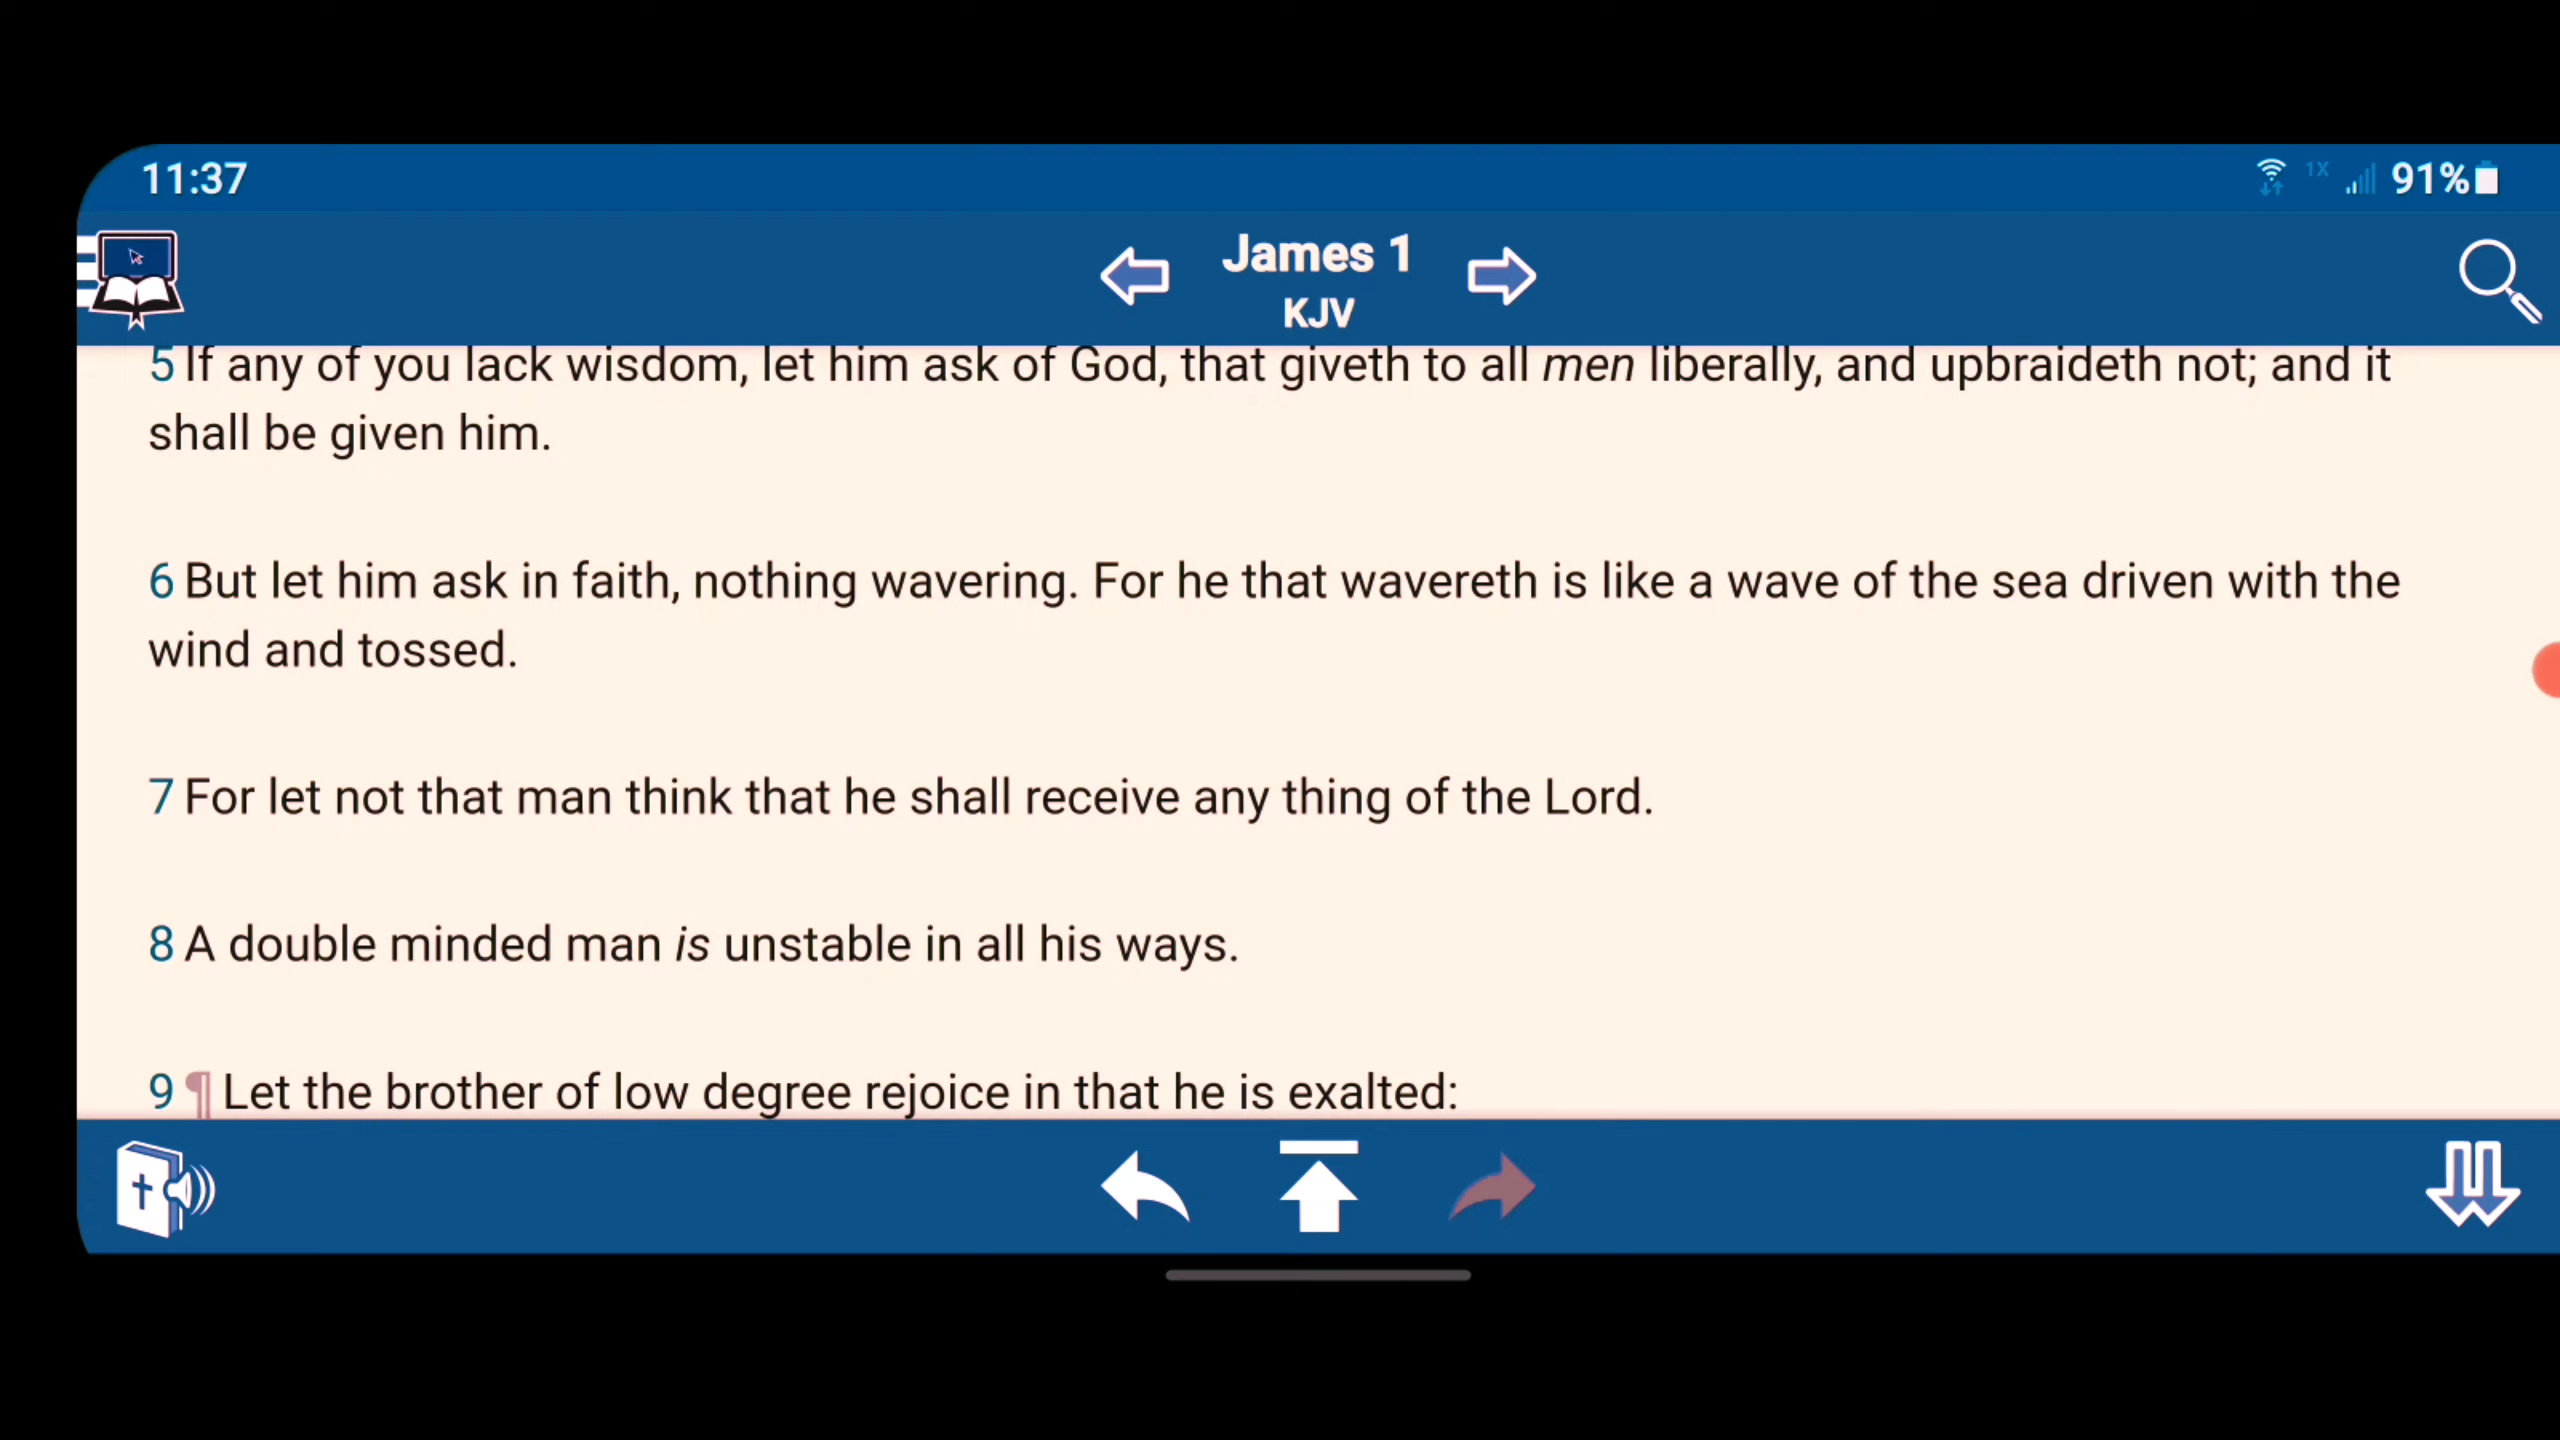 11:37
1X
91%
James 1
KJV
5 If any of you lack wisdom, let him ask of God, that giveth to all men liberally, and upbraideth not; and it
shall be given him.
6 But let him ask in faith, nothing wavering. For he that wavereth is like a wave of the sea driven with the
wind and tossed.
7 For let not that man think that he shall receive any thing of the Lord.
8 A double minded man is unstable in all his ways.
9 ¶ Let the brother of low degree rejoice in that he is exalted: